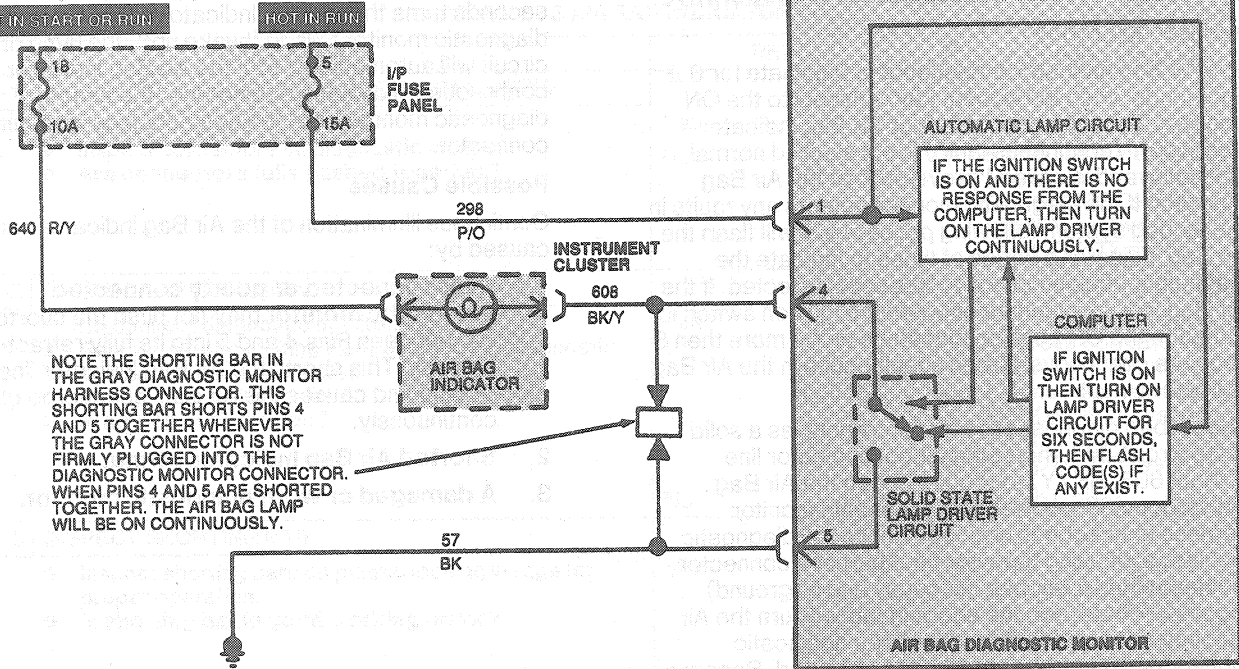 IN START OR RUN
HOT IN RUN
18
10A
5
15A
I/P
FUSE
PANEL
AUTOMATIC LAMP CIRCUIT
IF THE IGNITION SWITCH
IS ON AND THERE IS NO
RESPONSE FROM THE
COMPUTER, THEN TURN
ON THE LAMP DRIVER
CONTINUOUSLY.
640 R/Y
298
P/O
1
INSTRUMENT
CLUSTER
608
BK/Y
4
AIR BAG
INDICATOR
COMPUTER
IF IGNITION
SWITCH IS ON
THEN TURN ON
LAMP DRIVER
CIRCUIT FOR
SIX SECONDS,
THEN FLASH
CODE(S) IF
ANY EXIST.
NOTE THE SHORTING BAR IN
THE GRAY DIAGNOSTIC MONITOR
HARNESS CONNECTOR. THIS
SHORTING BAR SHORTS PINS 4
AND 5 TOGETHER WHENEVER
THE GRAY CONNECTOR IS NOT
FIRMLY PLUGGED INTO THE
DIAGNOSTIC MONITOR CONNECTOR.
WHEN PINS 4 AND 5 ARE SHORTED
TOGETHER. THE AIR BAG LAMP
WILL BE ON CONTINUOUSLY.
SOLID STATE
LAMP DRIVER
CIRCUIT
57
BK
5
AIR BAG DIAGNOSTIC MONITOR